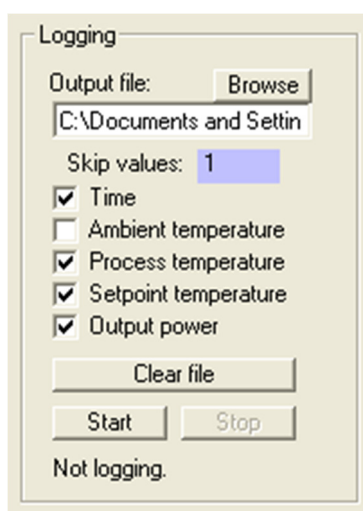 Logging
Output file: Browse
C:\Documents and Settin
Skip values: 1
Time
Ambient temperature
Process temperature
Setpoint temperature
Output power
Clear file
Start Stop
Not logging.